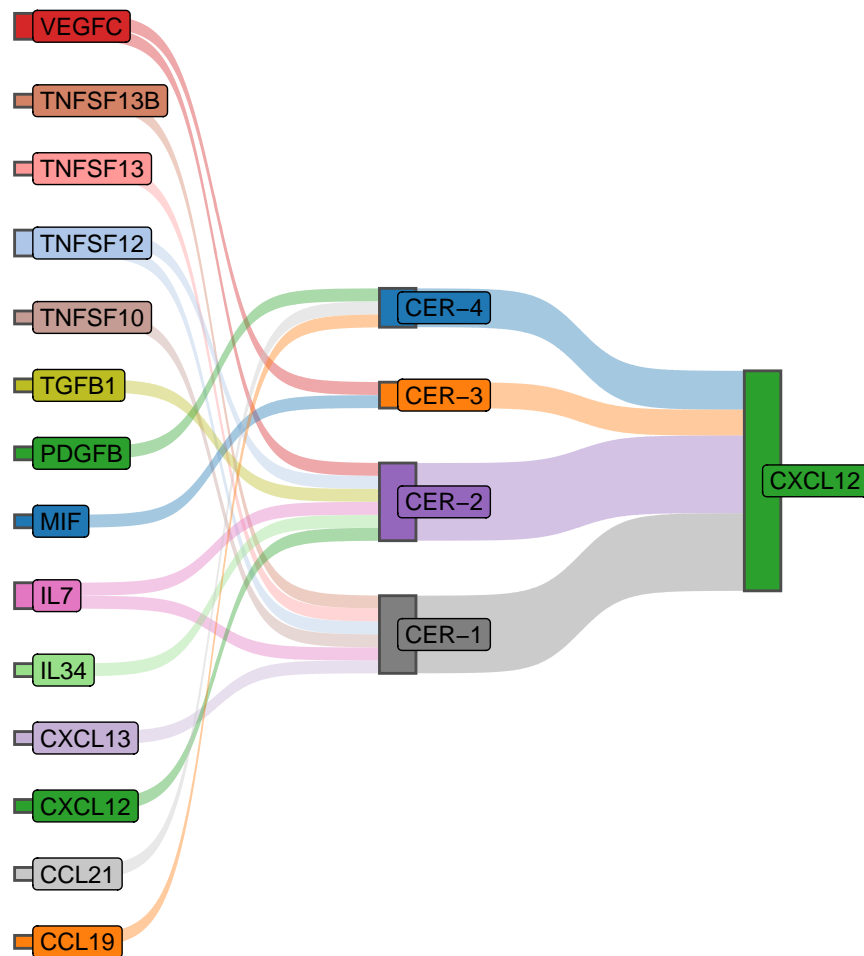 VEGFC
TNFSF13B
TNFSF13
TNFSF12
TNFSF10
TGFB1
PDGFB
MIF
IL7
IL34
CXCL13
CXCL12
CCL21
CCL19
CER−4
CER−3
CER−2
CER−1
CXCL12